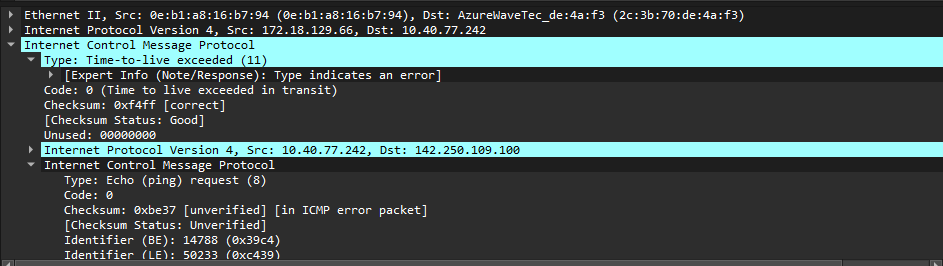 Ethernet II, Src: 0e:b1:a8:16:b7:94 (0e:b1:a8:16:b7:94), Dst: AzureWaveTec_de:4a:f3 (2c:3b:70:de:4a:f3)
Internet Protocol Version 4, Src: 172.18.129.66, Dst: 10.40.77.242
Internet Control Message Protocol
Type: Time-to-live exceeded (11)
[Expert Info (Note/Response): Type indicates an error]
Code: 0 (Time to live exceeded in transit)
Checksum: 0xf4ff [correct]
[Checksum Status: Good]
Unused: 00000000
Internet Protocol Version 4, Src: 10.40.77.242, Dst: 142.250.109.100
Internet Control Message Protocol
Type: Echo (ping) request (8)
Code: 0
Checksum: 0xbe37 [unverified] [in ICMP error packet]
[Checksum Status: Unverified]
Identifier (BE): 14788 (0x39c4)
Identifier (LE): 50233 (0xc439)